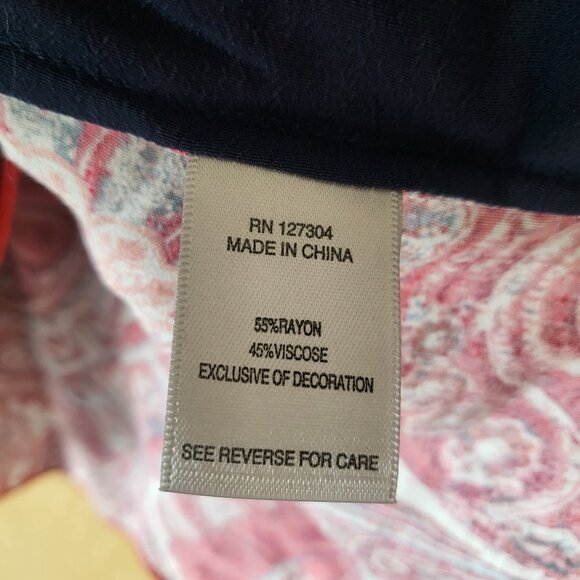 RN 127304
MADE IN CHINA
55%RAYON
45%VISCOSE
EXCLUSIVE OF DECORATION
SEE REVERSE FOR CARE